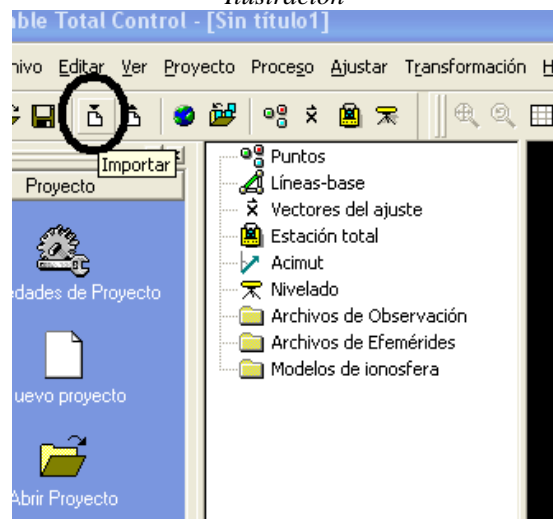 Ilustración
able Total Control - [Sin título1]
nivo Editar Ver Proyecto Proceso Ajustar Transformación H
Importar
Proyecto
edades de Proyecto
uevo proyecto
Abrir Proyecto
Puntos
Líneas-base
Vectores del ajuste
Estación total
Acimut
Nivelado
Archivos de Observación
Archivos de Efemérides
Modelos de ionosfera